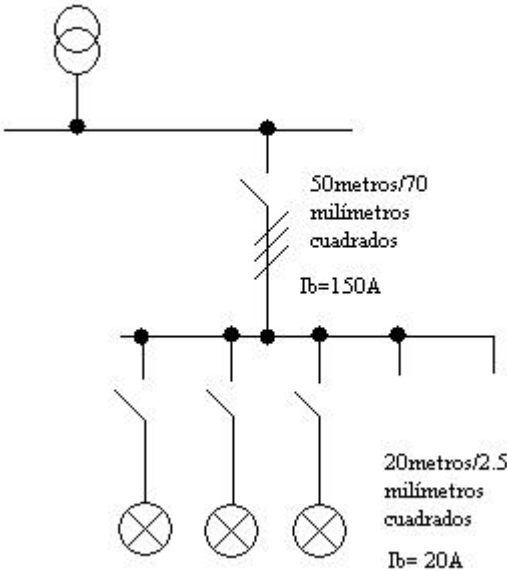 50metros/70
milímetros
cuadrados
Ib=150A
20metros/2.5
milímetros
cuadrados
Ib= 20A